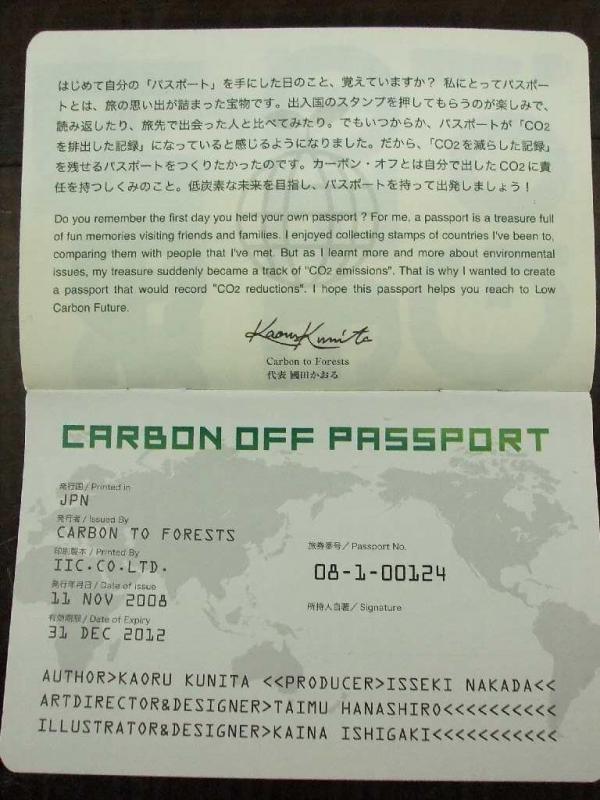 はじめて自分の「パスポート」を手にした日のこと、覚えていますか？ 私にとってパスポー
トとは、旅の思い出が詰まった宝物です。出入国のスタンプを押してもらうのが楽しみで、
読み返したり、旅先で出会った人と比べてみたり。でもいつからか、パスポートが「CO2
を排出した記録」になっていると感じるようになりました。だから、「CO2を減らした記録」
を残せるパスポートをつくりたかったのです。カーボン・オフとは自分で出したCO2に責
任を持つしくみのこと。低炭素な未来を目指し、パスポートを持って出発しましょう！
Do you remember the first day you held your own passport ? For me, a passport is a treasure full
of fun memories visiting friends and families. I enjoyed collecting stamps of countries I've been to,
comparing them with people that I've met. But as I learnt more and more about environmental
issues, my treasure suddenly became a track of "CO2 emissions". That is why I wanted to create
a passport that would record "CO2 reductions". I hope this passport helps you reach to Low
Carbon Future.
Kaoru Kunita
Carbon to Forests
代表 國田かおる
CARBON OFF PASSPORT
発行国 / Printed in
JPN
発行者 / Issued By
CARBON TO FORESTS
印刷製本 / Printed By
IIC.CO.LTD.
発行年月日 / Date of issue
11 NOV 2008
有効期限 / Date of Expiry
31 DEC 2012
旅券番号 / Passport No.
08-1-00124
所持人自署 / Signature
AUTHOR>KAORU KUNITA <<PRODUCER>ISSEKI NAKADA<<
ARTDIRECTOR&DESIGNER>TAIMU HANASHIRO<<<<<<<<<<
ILLUSTRATOR&DESIGNER>KAINA ISHIGAKI<<<<<<<<<<<